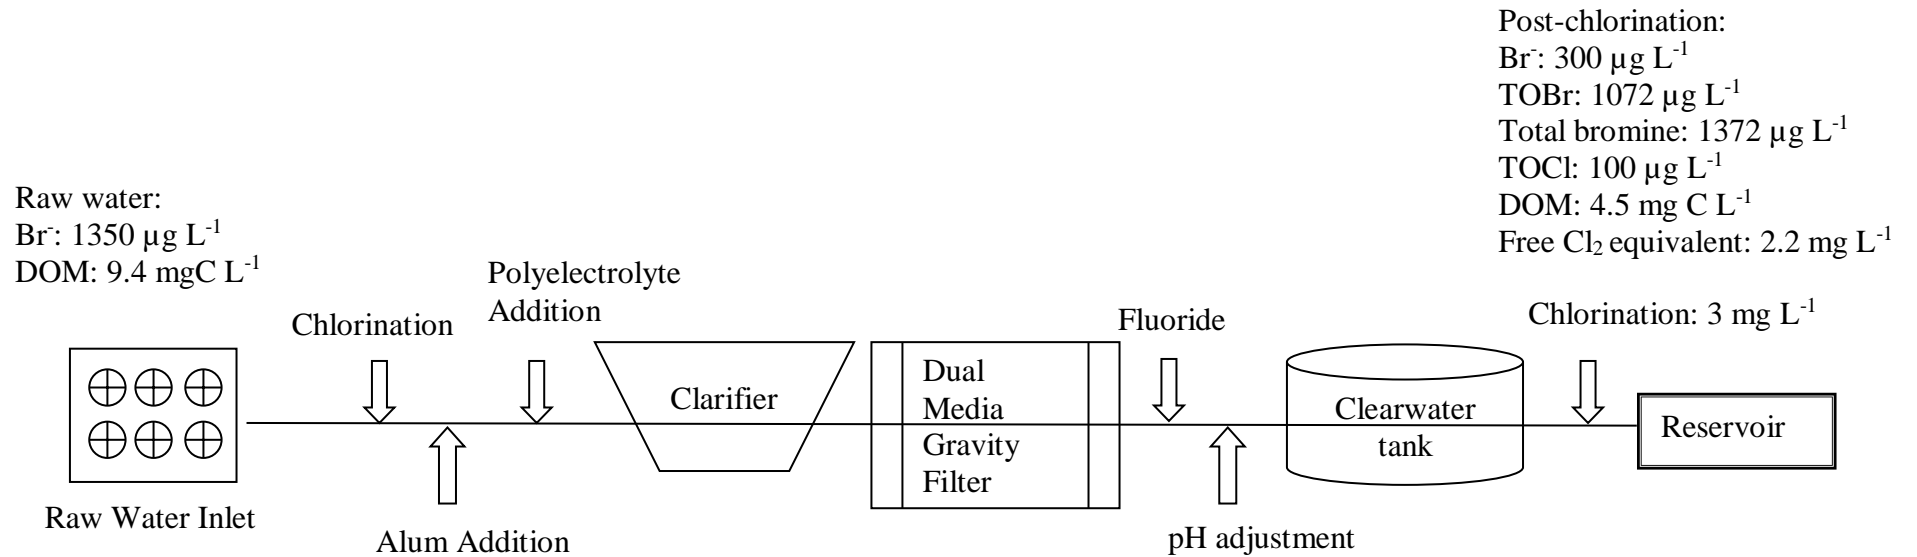 Post-chlorination:
Br⁻: 300 µg L⁻¹
TOBr: 1072 µg L⁻¹
Total bromine: 1372 µg L⁻¹
TOCl: 100 µg L⁻¹
DOM: 4.5 mg C L⁻¹
Free Cl₂ equivalent: 2.2 mg L⁻¹
Raw water:
Br⁻: 1350 µg L⁻¹
DOM: 9.4 mgC L⁻¹
Chlorination
Polyelectrolyte
Addition
Fluoride
Chlorination: 3 mg L⁻¹
Clarifier
Dual
Media
Gravity
Filter
Clearwater
tank
Reservoir
Raw Water Inlet
Alum Addition
pH adjustment